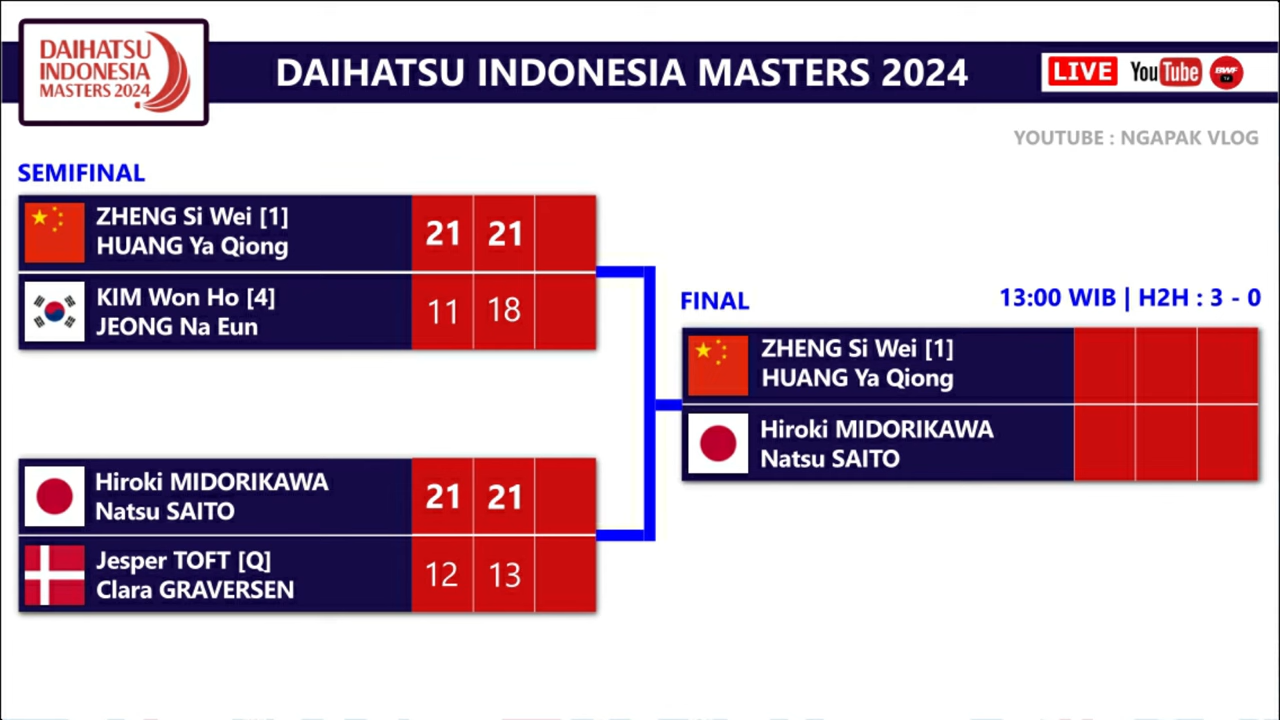 DAIHATSU
INDONESIA
MASTERS 2024
DAIHATSU INDONESIA MASTERS 2024
LIVE
YouTube
BWF
TV
YOUTUBE : NGAPAK VLOG
SEMIFINAL
ZHENG Si Wei [1]
HUANG Ya Qiong
21 21
KIM Won Ho [4]
JEONG Na Eun
11 18
Hiroki MIDORIKAWA
Natsu SAITO
21 21
Jesper TOFT [Q]
Clara GRAVERSEN
12 13
FINAL
13:00 WIB | H2H : 3 - 0
ZHENG Si Wei [1]
HUANG Ya Qiong
Hiroki MIDORIKAWA
Natsu SAITO